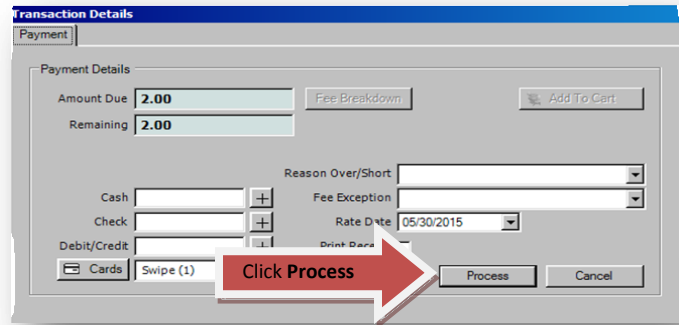 Transaction Details
Payment
Payment Details
Amount Due 2.00 Fee Breakdown Add To Cart
Remaining 2.00
Reason Over/Short
Cash + Fee Exception
Check + Rate Date 05/30/2015
Debit/Credit + Print Rece
Cards Swipe (1) Click Process Process Cancel